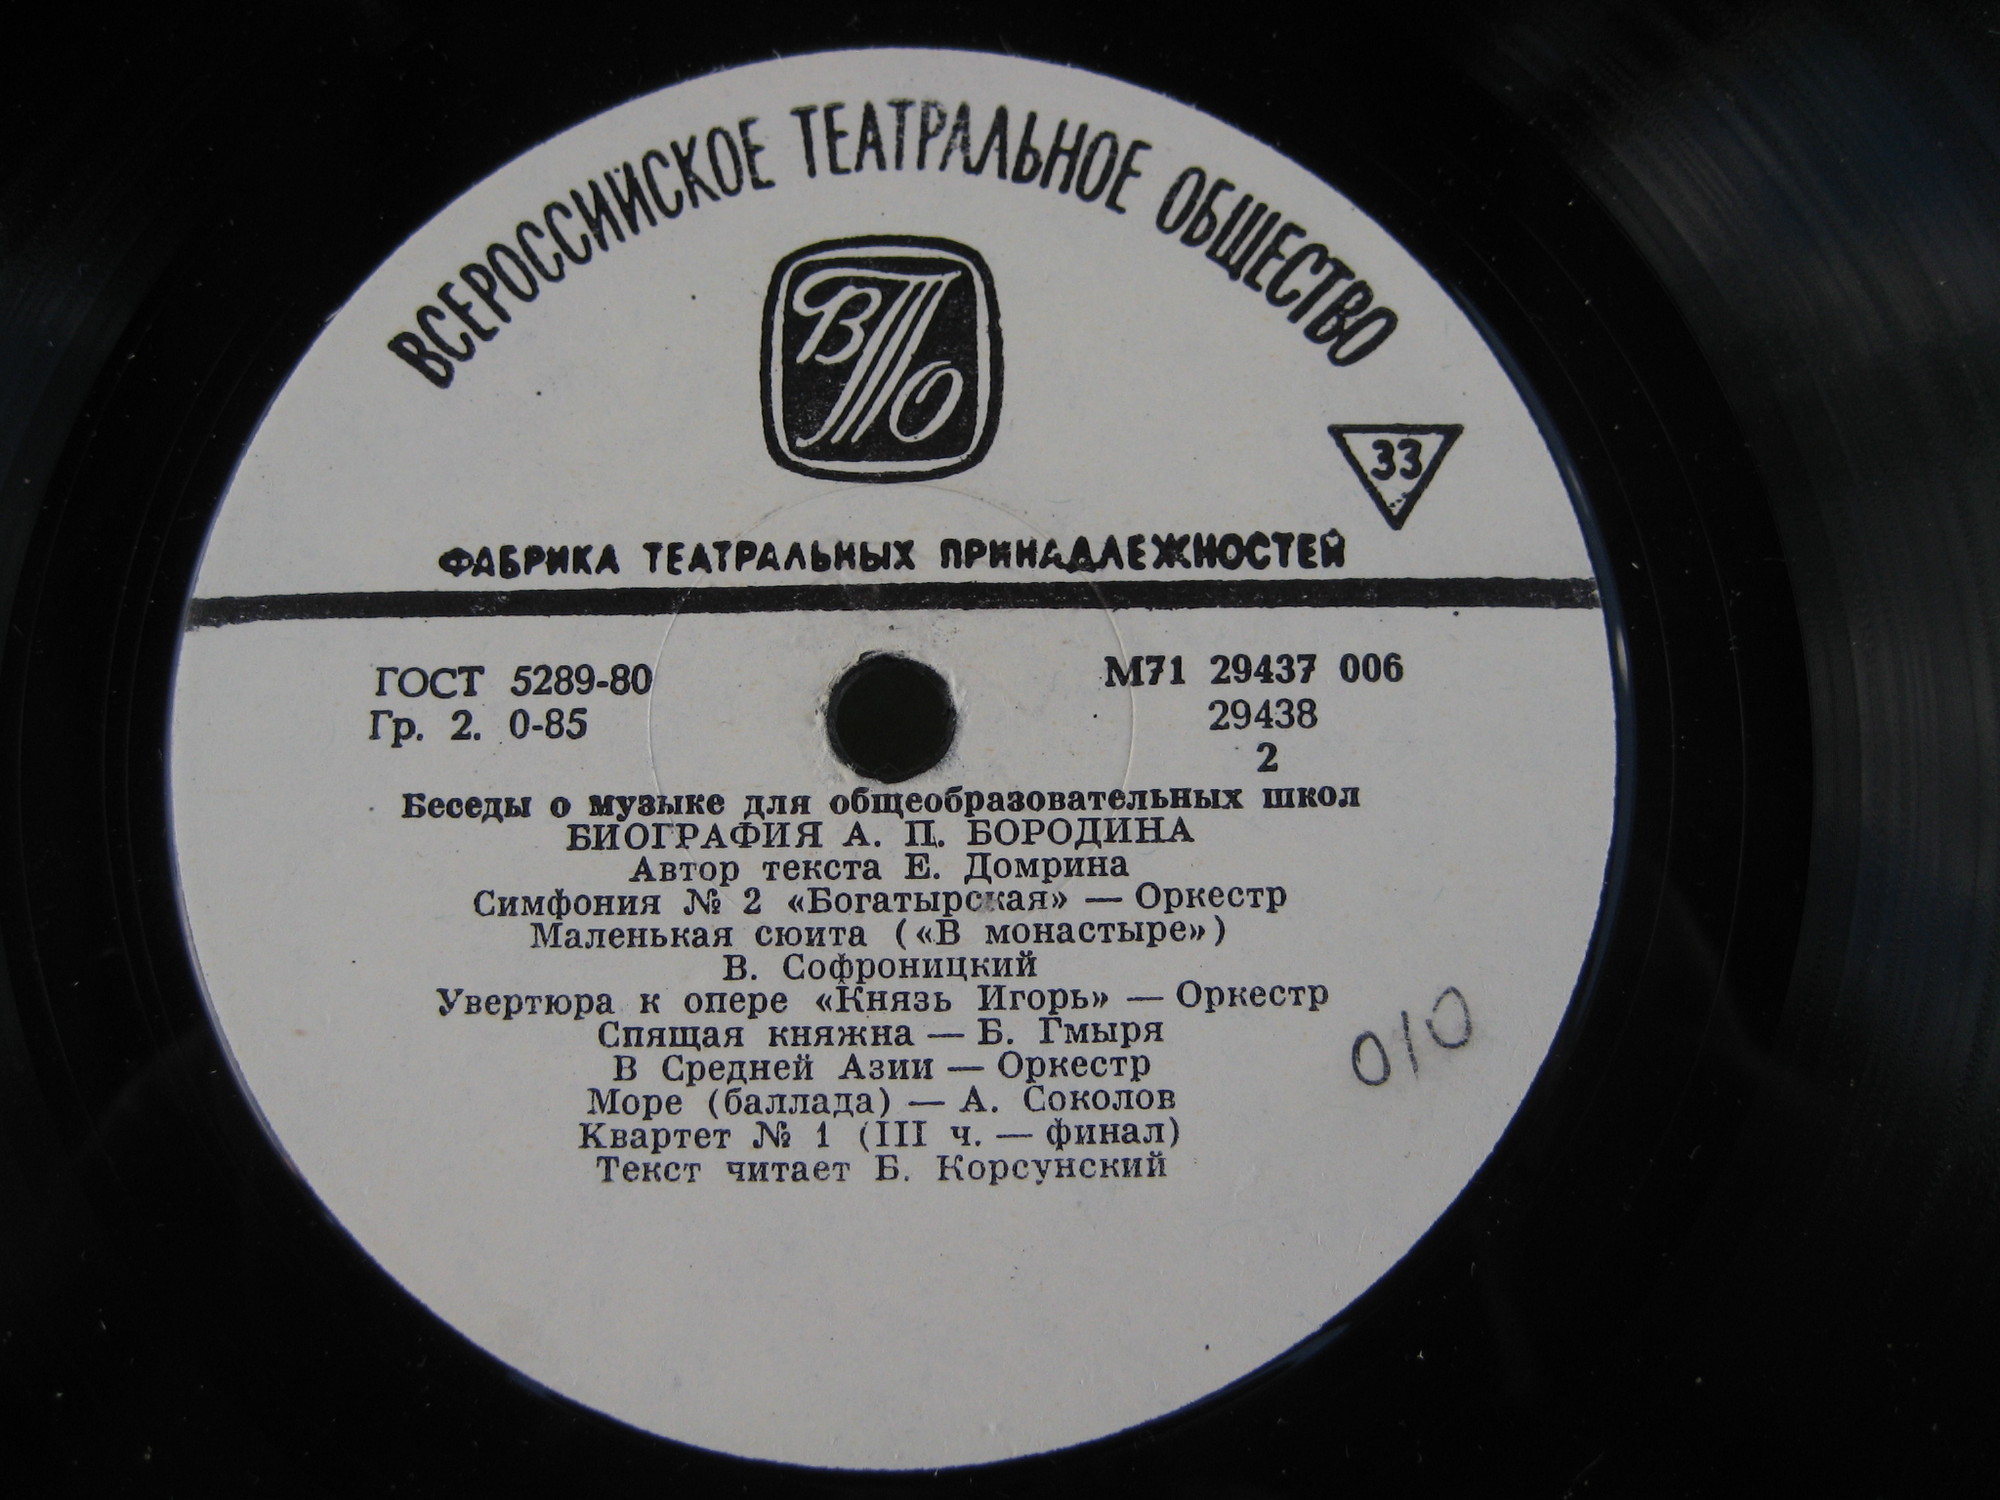 ВСЕРОССИЙСКОЕ ТЕАТРАЛЬНОЕ ОБЩЕСТВО
ВТО
33
ФАБРИКА ТЕАТРАЛЬНЫХ ПРИНАДЛЕЖНОСТЕЙ
ГОСТ 5289-80
Гр. 2. 0-85
М71 29437 006
29438
2
Беседы о музыке для общеобразовательных школ
БИОГРАФИЯ А. П. БОРОДИНА
Автор текста Е. Домрина
Симфония № 2 «Богатырская» — Оркестр
Маленькая сюита («В монастыре»)
В. Софроницкий
Увертюра к опере «Князь Игорь» — Оркестр
Спящая княжна — Б. Гмыря
В Средней Азии — Оркестр
Море (баллада) — А. Соколов
Квартет № 1 (III ч. — финал)
Текст читает Б. Корсунский
010